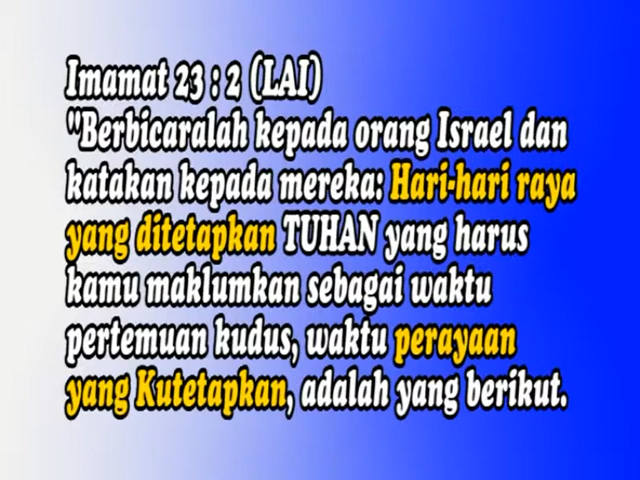 Imamat 23 : 2 (LAI)
"Berbicaralah kepada orang Israel dan
katakan kepada mereka: Hari-hari raya
yang ditetapkan TUHAN yang harus
kamu maklumkan sebagai waktu
pertemuan kudus, waktu perayaan
yang Kutetapkan, adalah yang berikut.